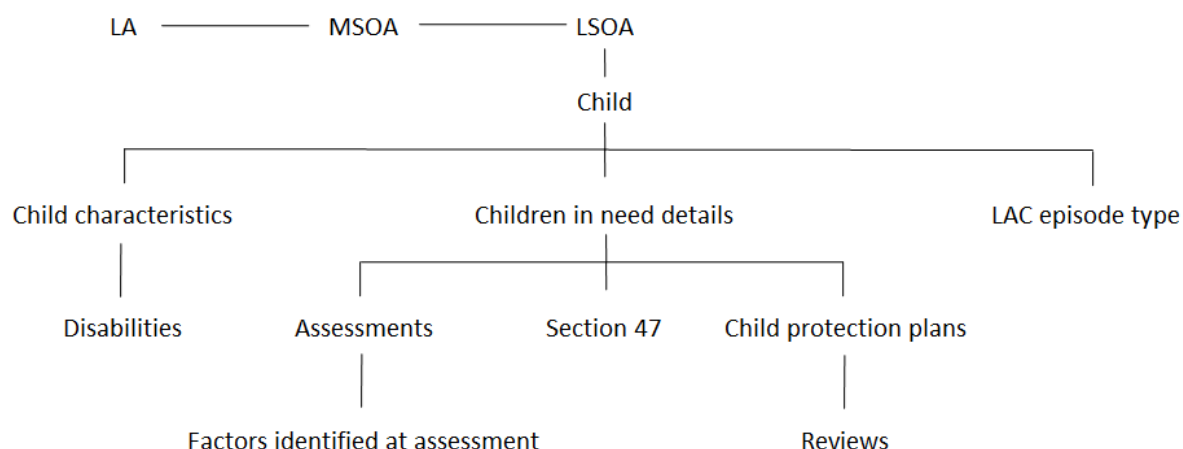 LA MSOA LSOA
Child
Child characteristics Children in need details LAC episode type
Disabilities Assessments Section 47 Child protection plans
Factors identified at assessment Reviews